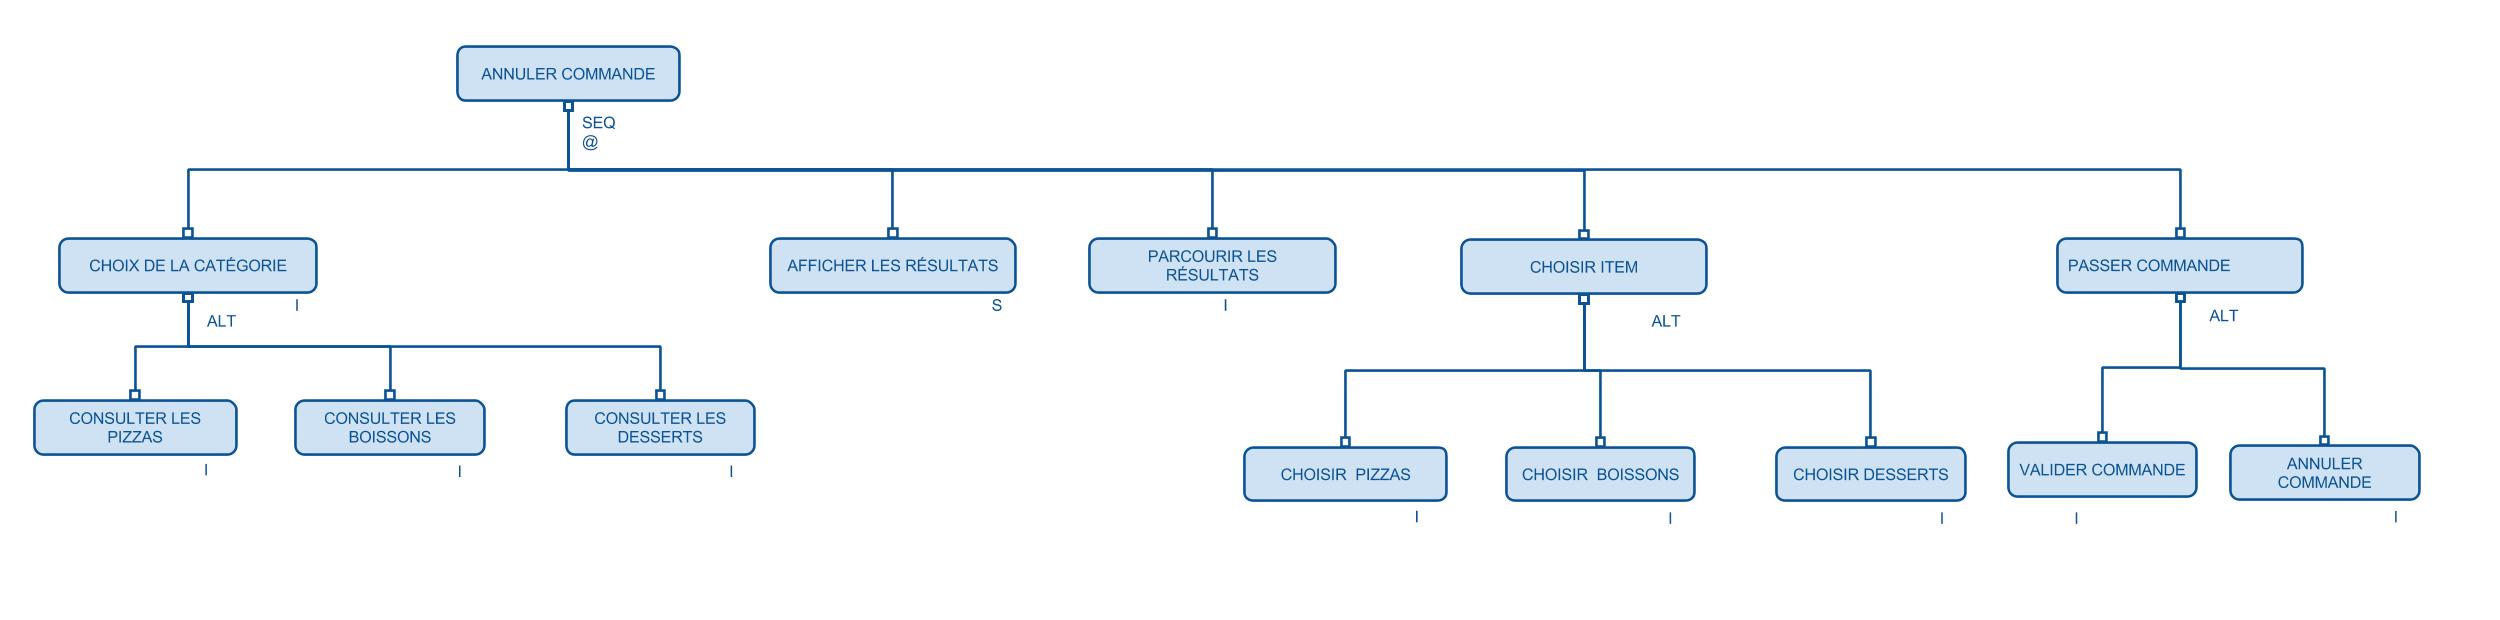 ANNULER COMMANDE
SEQ
@
CHOIX DE LA CATÉGORIE
AFFICHER LES RÉSULTATS
PARCOURIR LES
RÉSULTATS
CHOISIR ITEM
PASSER COMMANDE
I
S
I
ALT
ALT
ALT
CONSULTER LES
PIZZAS
CONSULTER LES
BOISSONS
CONSULTER LES
DESSERTS
CHOISIR PIZZAS
CHOISIR BOISSONS
CHOISIR DESSERTS
VALIDER COMMANDE
ANNULER
COMMANDE
I
I
I
I
I
I
I
I